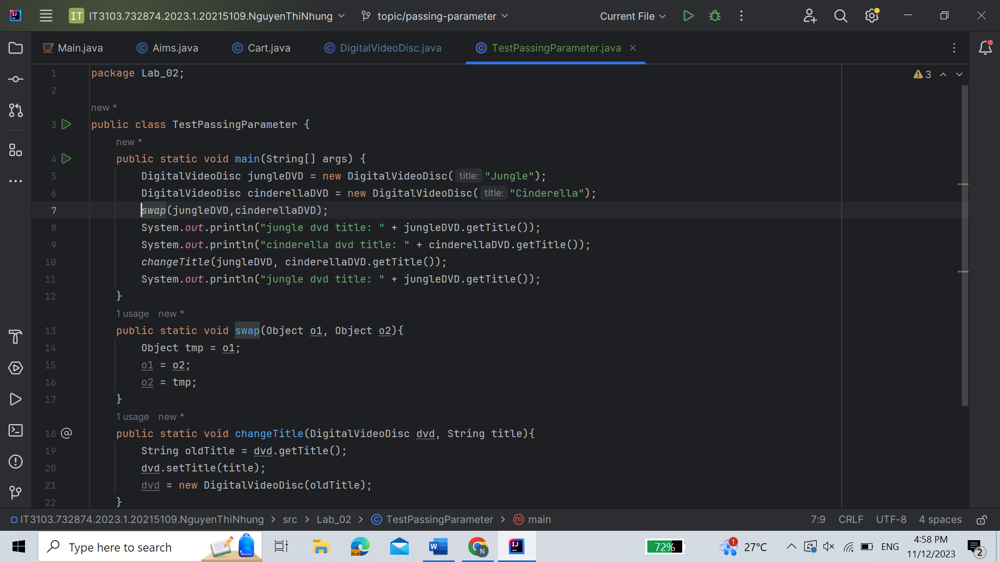 IT IT3103.732874.2023.1.20215109.NguyenThiNhung topic/passing-parameter Current File
Main.java Aims.java Cart.java DigitalVideoDisc.java TestPassingParameter.java
3
1 package Lab_02;
2
new *
3 public class TestPassingParameter {
new *
4 public static void main(String[] args) {
5 DigitalVideoDisc jungleDVD = new DigitalVideoDisc( title: "Jungle");
6 DigitalVideoDisc cinderellaDVD = new DigitalVideoDisc( title: "Cinderella");
7 swap(jungleDVD,cinderellaDVD);
8 System.out.println("jungle dvd title: " + jungleDVD.getTitle());
9 System.out.println("cinderella dvd title: " + cinderellaDVD.getTitle());
10 changeTitle(jungleDVD, cinderellaDVD.getTitle());
11 System.out.println("jungle dvd title: " + jungleDVD.getTitle());
12 }
1 usage new *
13 public static void swap(Object o1, Object o2){
14 Object tmp = o1;
15 o1 = o2;
16 o2 = tmp;
17 }
1 usage new *
18 @ public static void changeTitle(DigitalVideoDisc dvd, String title){
19 String oldTitle = dvd.getTitle();
20 dvd.setTitle(title);
21 dvd = new DigitalVideoDisc(oldTitle);
22 }
IT3103.732874.2023.1.20215109.NguyenThiNhung > src > Lab_02 > TestPassingParameter > main 7:9 CRLF UTF-8 4 spaces
Type here to search 72% 1 27°C ENG 4:58 PM
11/12/2023 2